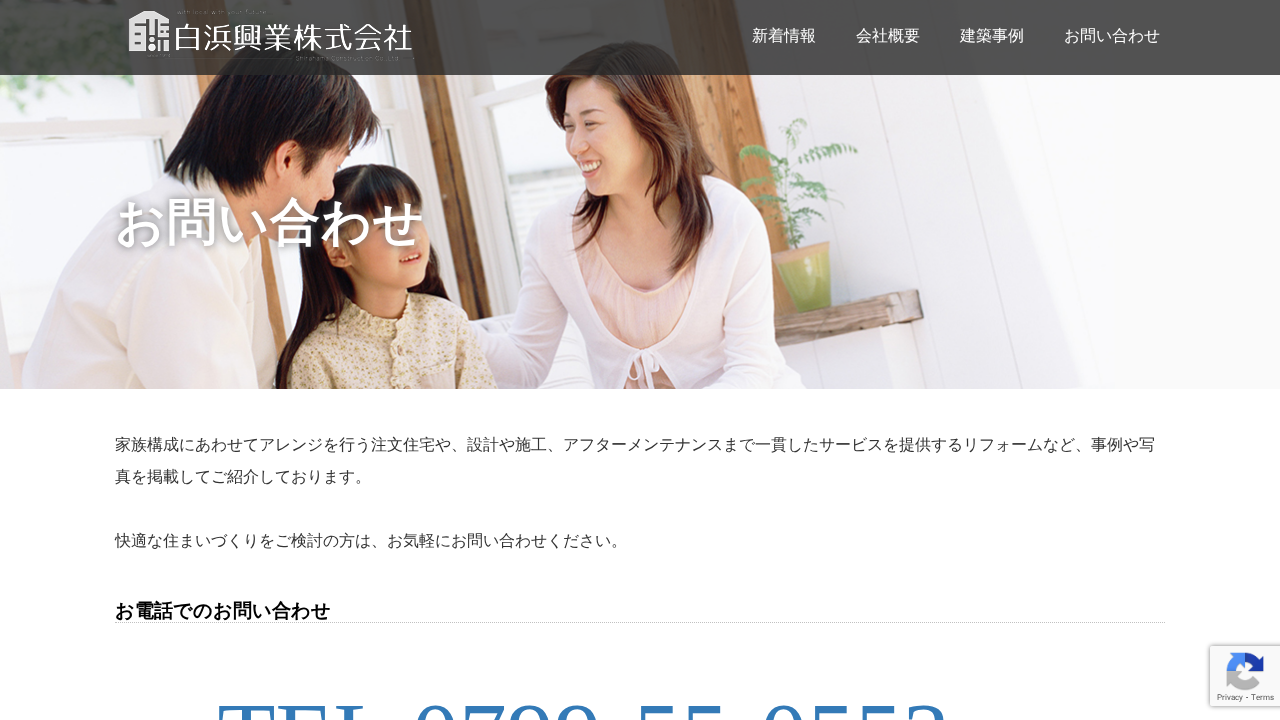 白浜興業株式会社
新着情報 会社概要 建築事例 お問い合わせ
お問い合わせ
家族構成にあわせてアレンジを行う注文住宅や、設計や施工、アフターメンテナンスまで一貫したサービスを提供するリフォームなど、事例や写
真を掲載してご紹介しております。
快適な住まいづくりをご検討の方は、お気軽にお問い合わせください。
お電話でのお問い合わせ
TEL 0799-55-0553
Privacy - Terms